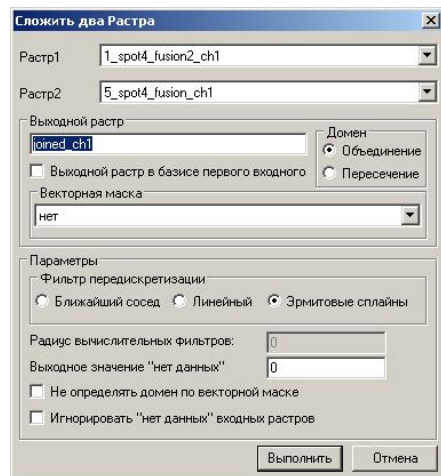 Сложить два Растра
Растр1
1_spot4_fusion2_ch1
Растр2
5_spot4_fusion_ch1
Выходной растр
joined_ch1
Домен
Объединение
Выходной растр в базисе первого входного
Пересечение
Векторная маска
нет
Параметры
Фильтр передискретизации
Ближайший сосед Линейный Эрмитовые сплайны
Радиус вычислительных фильтров: 0
Выходное значение "нет данных" 0
Не определять домен по векторной маске
Игнорировать "нет данных" входных растров
Выполнить Отмена